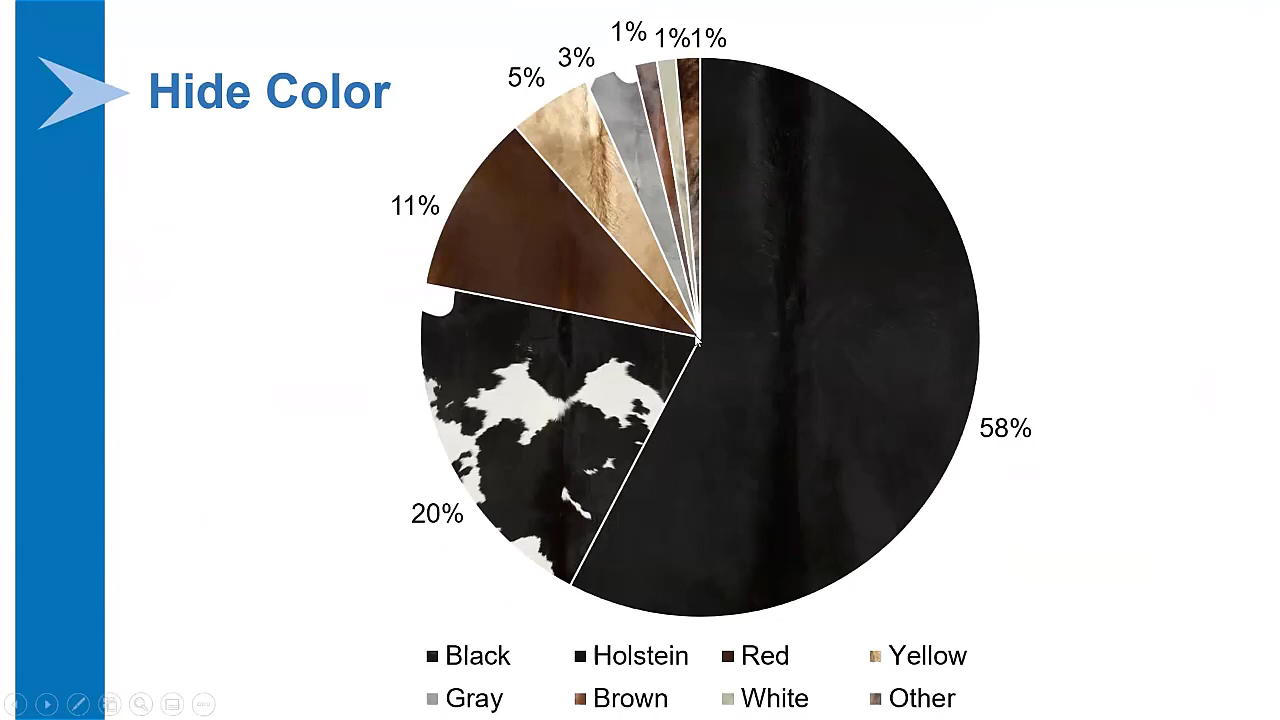 Hide Color
1%
1%
1%
3%
5%
11%
58%
20%
Black
Holstein
Red
Yellow
Gray
Brown
White
Other